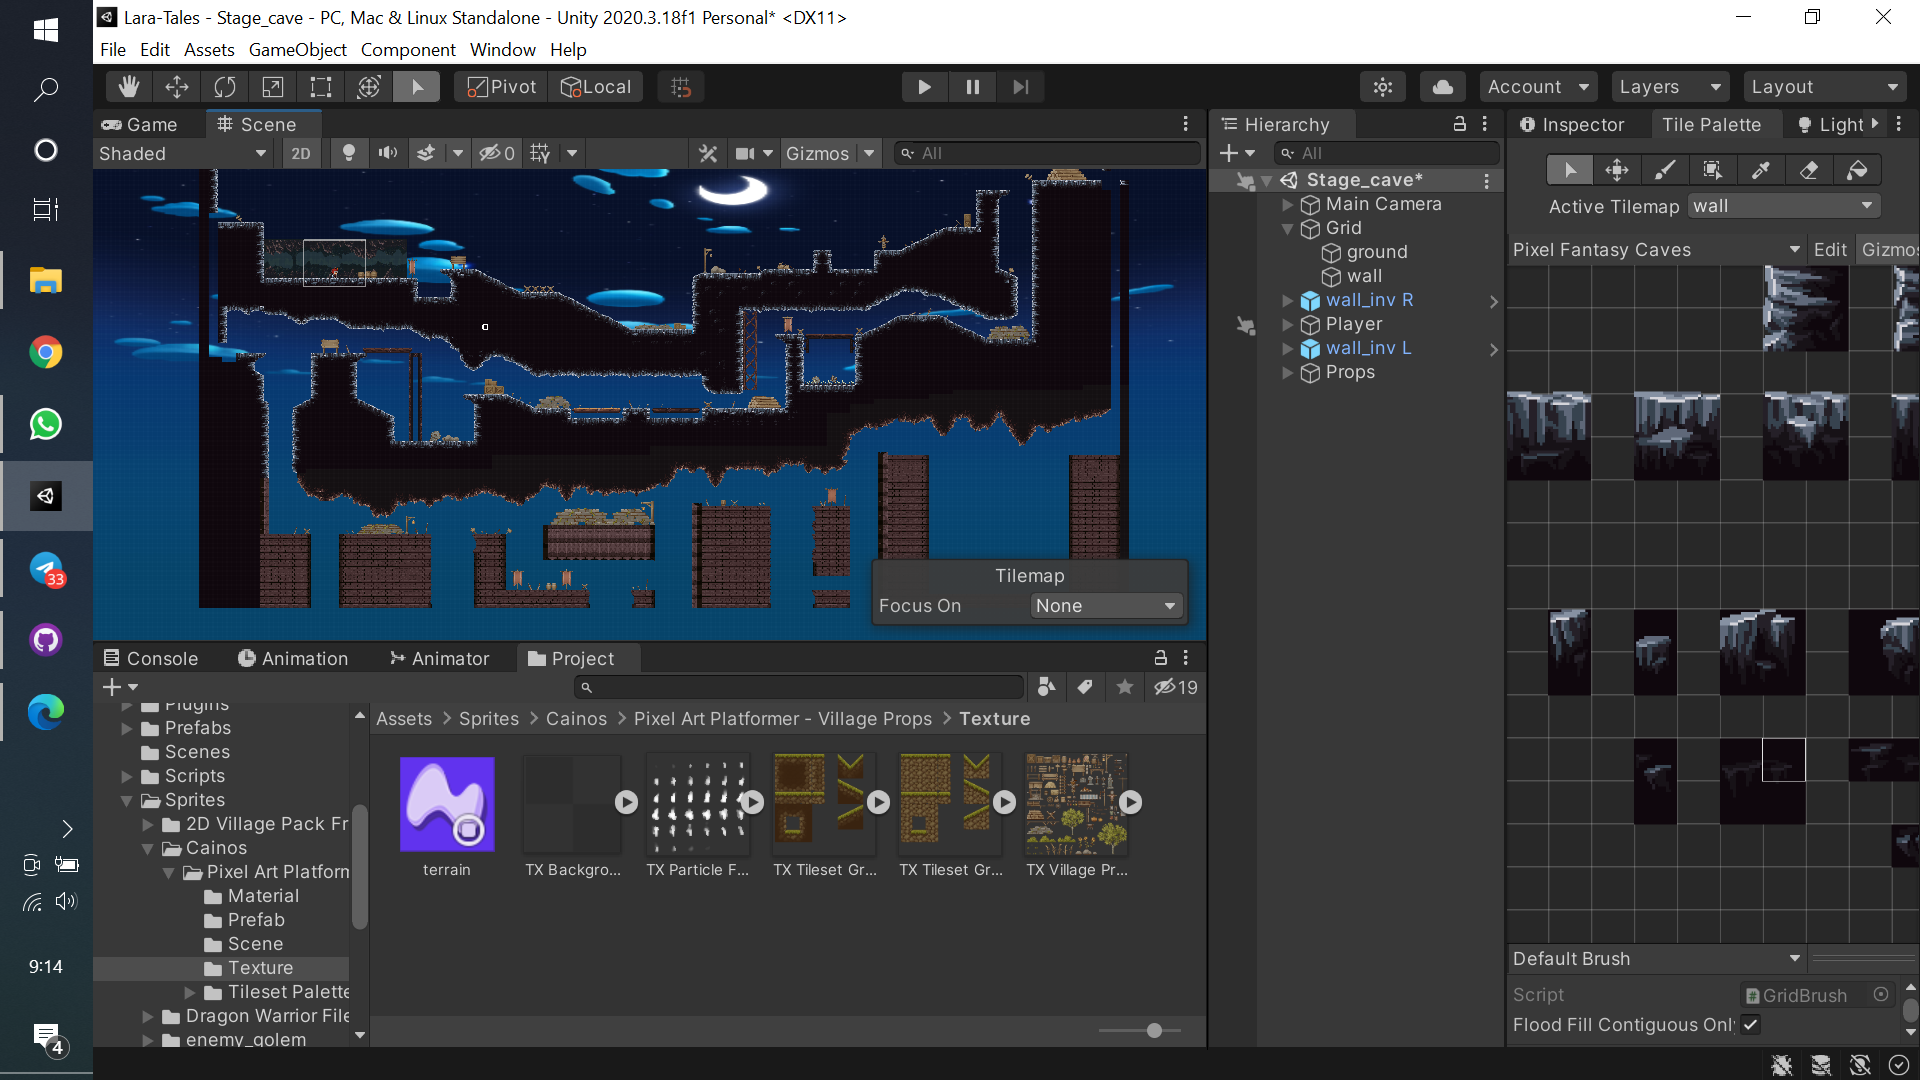 Lara-Tales - Stage_cave - PC, Mac & Linux Standalone - Unity 2020.3.18f1 Personal* <DX11>
File Edit Assets GameObject Component Window Help
Pivot Local Account Layers Layout
Game Scene
Shaded 2D 0 Gizmos All
Hierarchy
All
Stage_cave*
Main Camera
Grid
ground
wall
wall_inv R
Player
wall_inv L
Props
Inspector Tile Palette Light
Active Tilemap wall
Pixel Fantasy Caves Edit Gizmos
Tilemap
Focus On None
Console Animation Animator Project
19
Plugins
Prefabs
Scenes
Scripts
Sprites
2D Village Pack Fr
Cainos
Pixel Art Platform
Material
Prefab
Scene
Texture
Tileset Palette
Dragon Warrior File
enemy_golem
Assets > Sprites > Cainos > Pixel Art Platformer - Village Props > Texture
terrain
TX Backgro...
TX Particle F...
TX Tileset Gr...
TX Tileset Gr...
TX Village Pr...
Default Brush
Script GridBrush
Flood Fill Contiguous Onl
33
9:14
4